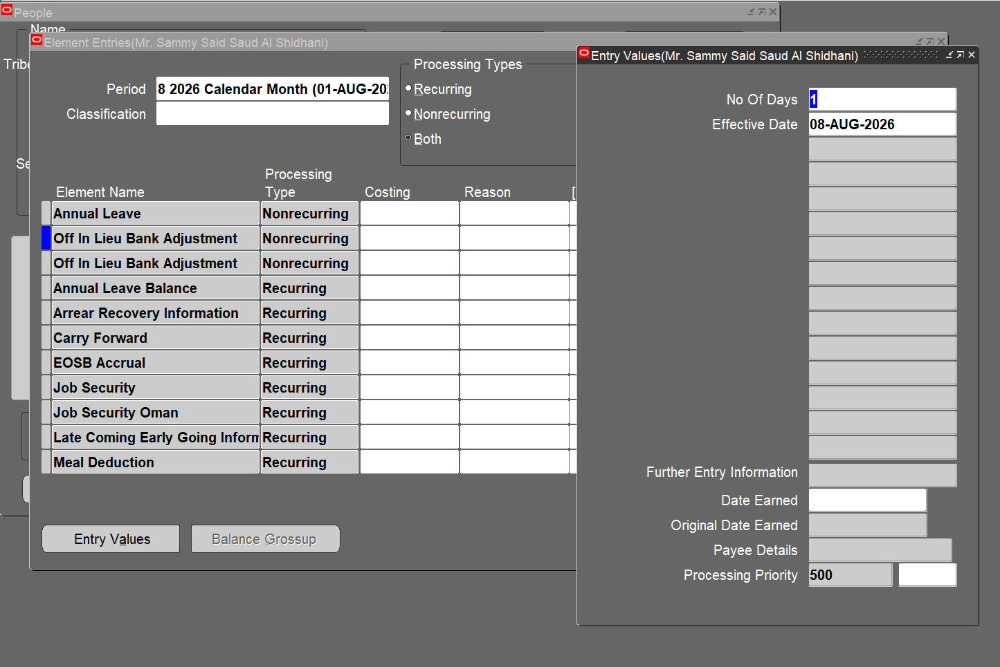 People
Name
Element Entries(Mr. Sammy Said Saud Al Shidhani)
Entry Values(Mr. Sammy Said Saud Al Shidhani)
Tribe
Se
Period
8 2026 Calendar Month (01-AUG-202
Classification
Processing Types
Recurring
Nonrecurring
Both
Element Name
Processing
Type
Costing
Reason
[
Annual Leave Nonrecurring
Off In Lieu Bank Adjustment Nonrecurring
Off In Lieu Bank Adjustment Nonrecurring
Annual Leave Balance Recurring
Arrear Recovery Information Recurring
Carry Forward Recurring
EOSB Accrual Recurring
Job Security Recurring
Job Security Oman Recurring
Late Coming Early Going Inform Recurring
Meal Deduction Recurring
Entry Values
Balance Grossup
No Of Days 1
Effective Date 08-AUG-2026
Further Entry Information
Date Earned
Original Date Earned
Payee Details
Processing Priority 500